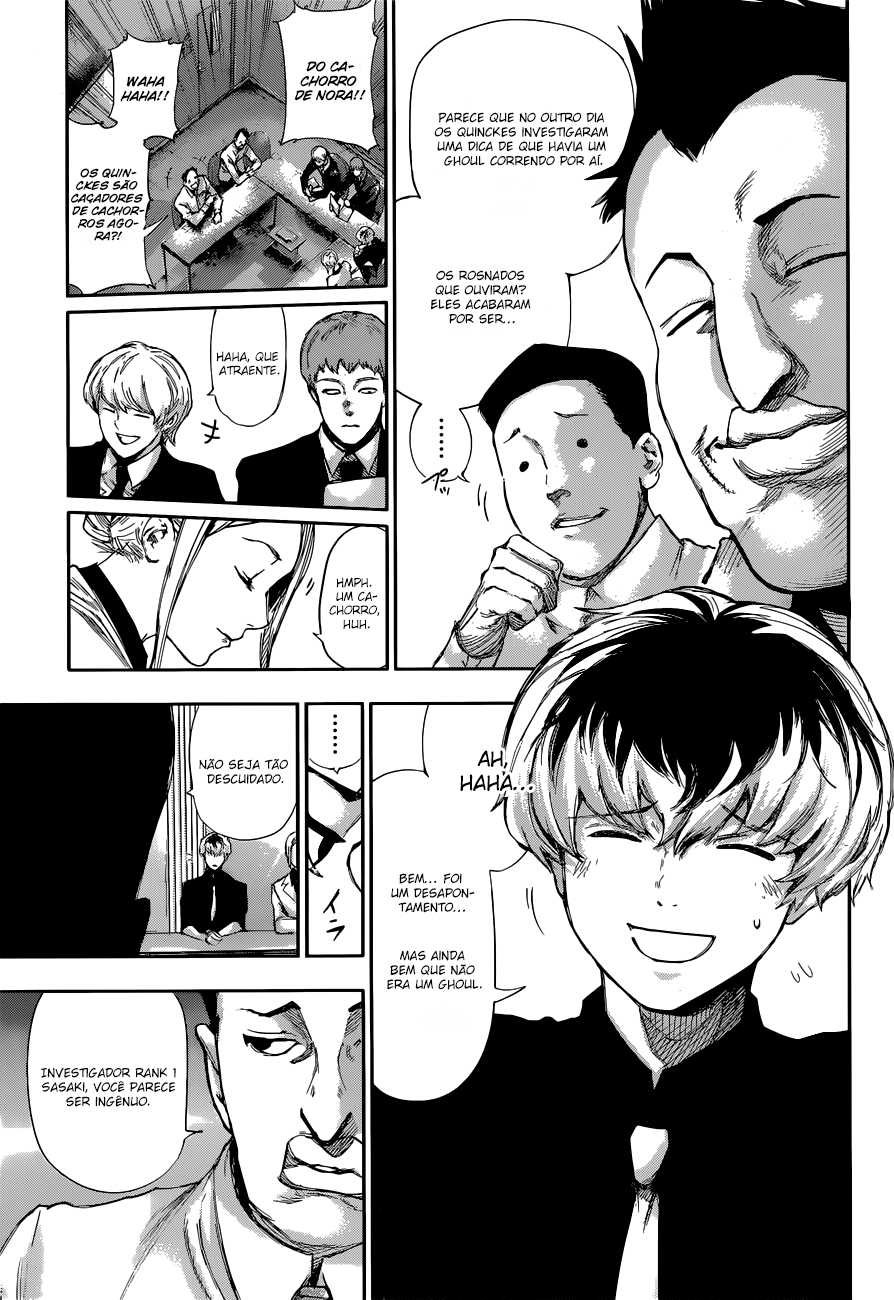 PARECE QUE NO OUTRO DIA
OS QUINCKES INVESTIGARAM
UMA DICA DE QUE HAVIA UM
GHOUL CORRENDO POR AÍ.
OS ROSNADOS
QUE OUVIRAM?
ELES ACABARAM
POR SER...
......
ペッ
DO CA-
CHORRO
DE NORA!!
WAHA
HAHA!!
OS QUIN-
CKES SÃO
CAÇADORES
DE CACHOR-
ROS AGO-
RA?!
HAHA, QUE
ATRAENTE.
HMPH.
UM CA-
CHORRO,
HUH.
AH,
HAHA...
BEM... FOI
UM DESAPON-
TAMENTO...
MAS AINDA
BEM QUE NÃO
ERA UM GHOUL.
......
イラ
NÃO SEJA TÃO
DESCUIDADO.
INVESTIGADOR RANK 1
SASAKI, VOCÊ PARECE
SER INGÊNUO.